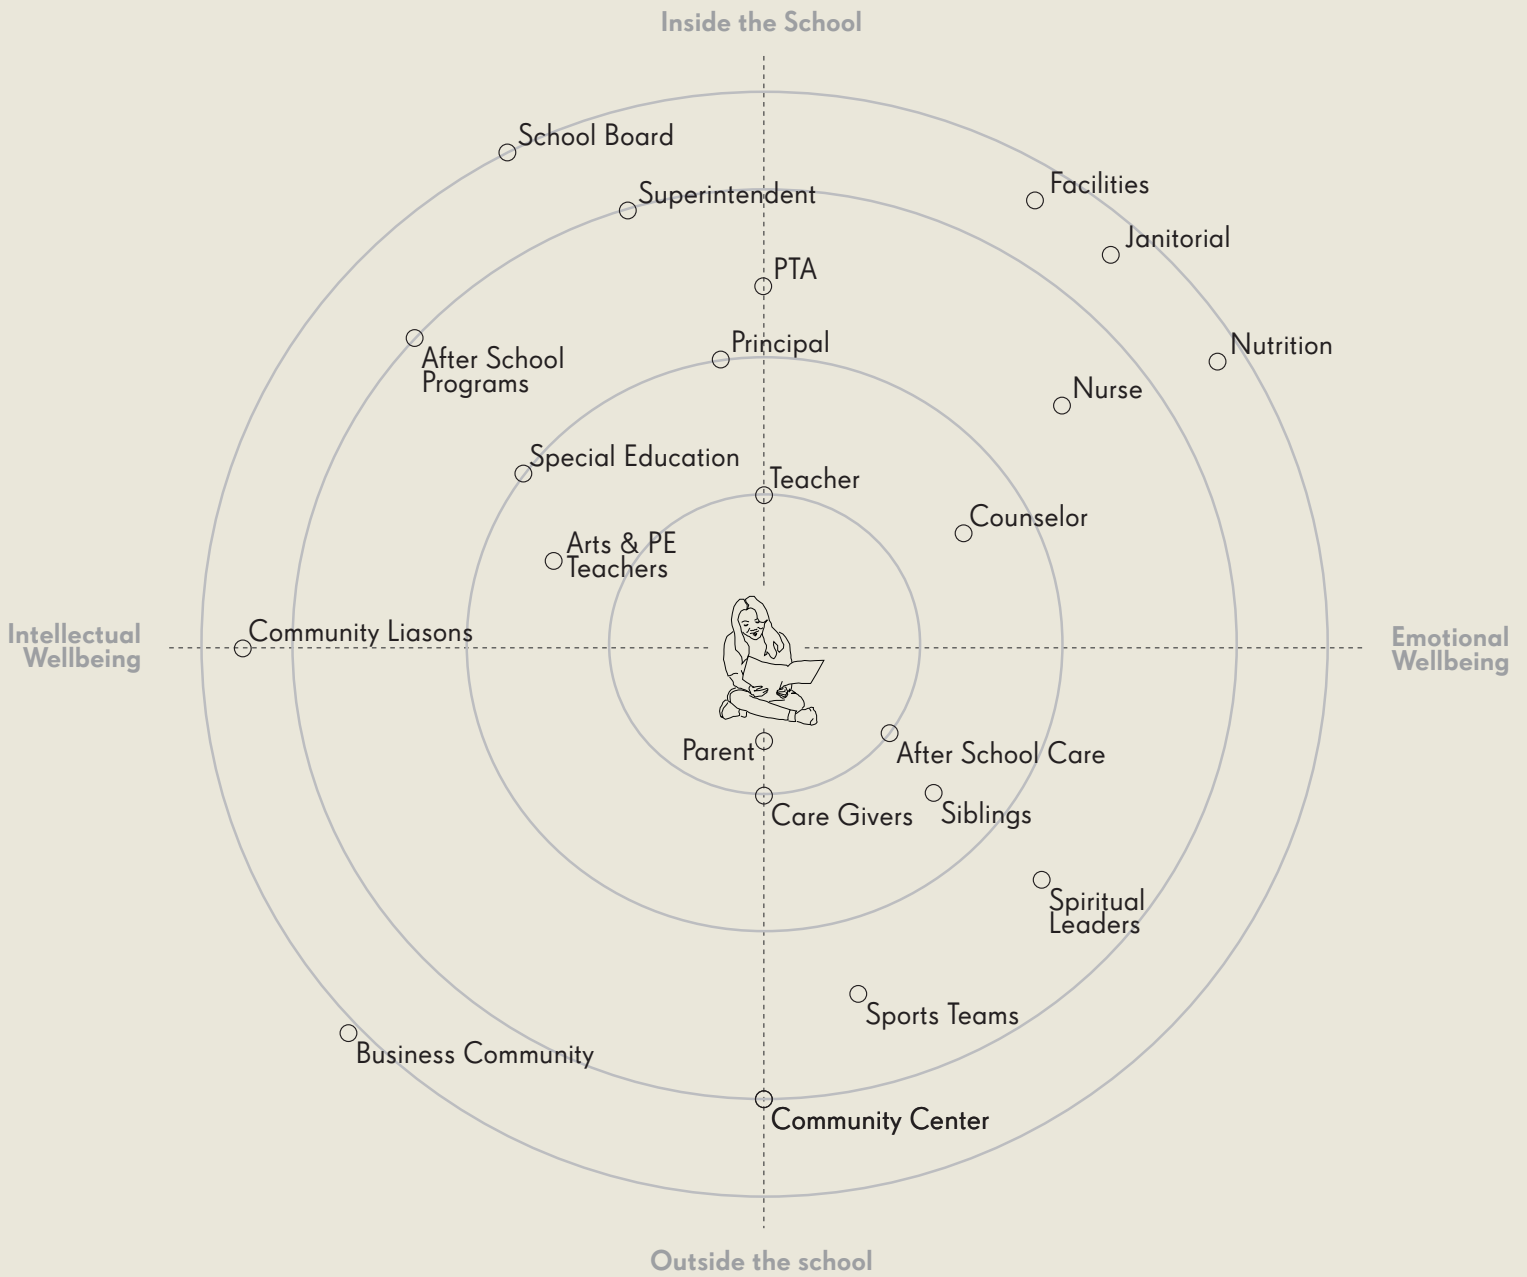 Inside the School
School Board
Superintendent
Facilities
Janitorial
PTA
Principal
Nutrition
After School
Programs
Nurse
Special Education
Teacher
Counselor
Arts & PE
Teachers
Community Liasons
Intellectual
Wellbeing
Emotional
Wellbeing
Parent
After School Care
Care Givers
Siblings
Spiritual
Leaders
Sports Teams
Business Community
Community Center
Outside the school